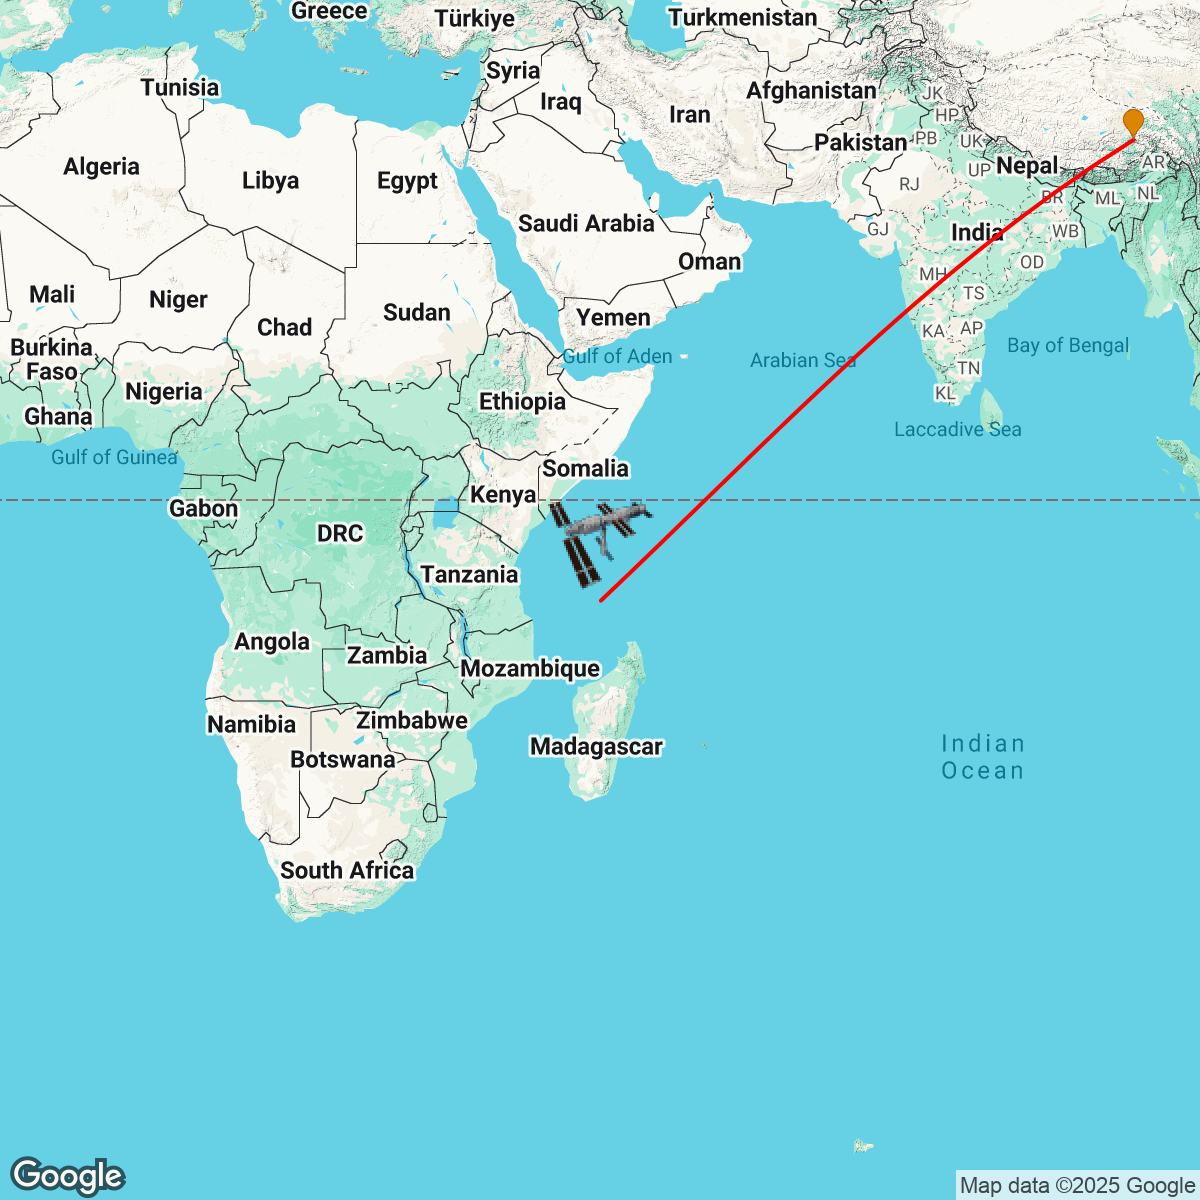 Greece
Türkiye
Turkmenistan
Syria
Tunisia
Iraq
Iran
Afghanistan
JK
HP
Pakistan
PB
UK
Algeria
Libya
Egypt
UP
Nepal
AR
RJ
BR
ML
NL
Saudi Arabia
GJ
India
WB
Oman
OD
Mali
Niger
MH
TS
Chad
Sudan
Yemen
KA
AP
Burkina
Faso
Gulf of Aden
Arabian Sea
Bay of Bengal
TN
Nigeria
KL
Ethiopia
Ghana
Laccadive Sea
Gulf of Guinea
Somalia
Kenya
Gabon
DRC
Tanzania
Angola
Zambia
Mozambique
Namibia
Zimbabwe
Botswana
Madagascar
Indian
Ocean
South Africa
Google
Map data ©2025 Google